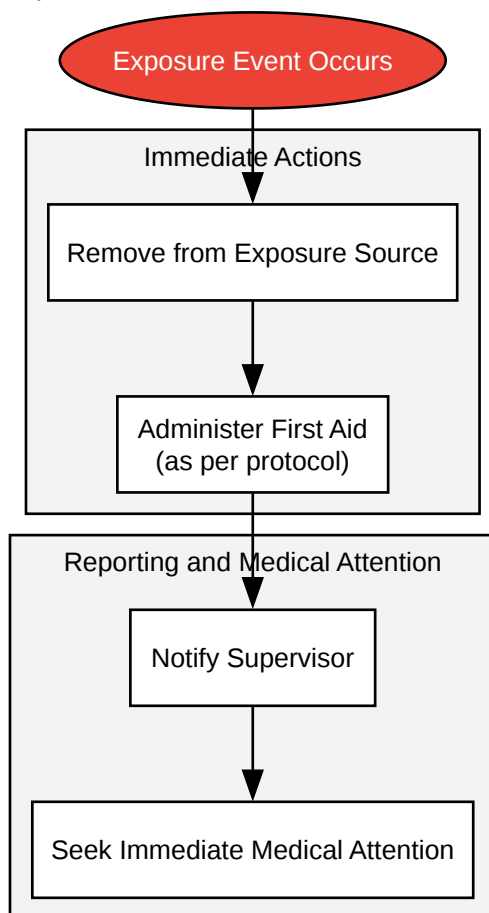 Exposure Event Occurs
Immediate Actions
Remove from Exposure Source
Administer First Aid
(as per protocol)
Reporting and Medical Attention
Notify Supervisor
Seek Immediate Medical Attention